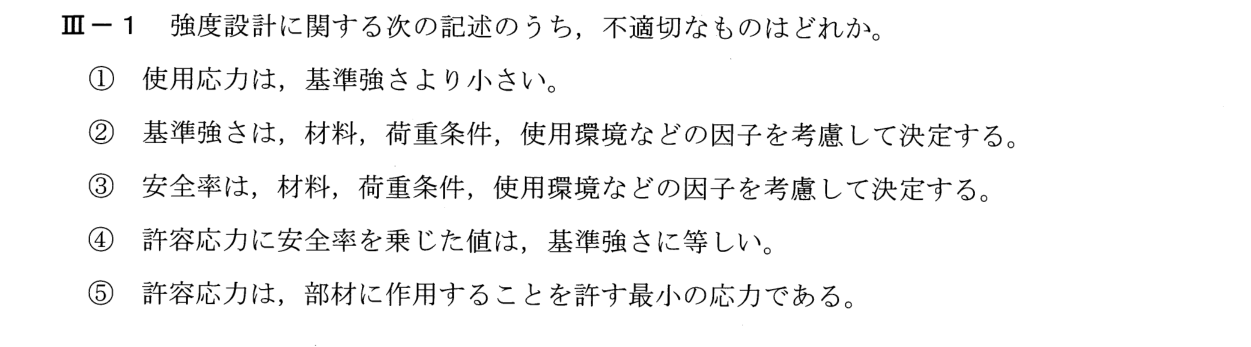 Ⅲ－1　強度設計に関する次の記述のうち，不適切なものはどれか。
①　使用応力は，基準強さより小さい。
②　基準強さは，材料，荷重条件，使用環境などの因子を考慮して決定する。
③　安全率は，材料，荷重条件，使用環境などの因子を考慮して決定する。
④　許容応力に安全率を乗じた値は，基準強さに等しい。
⑤　許容応力は，部材に作用することを許す最小の応力である。